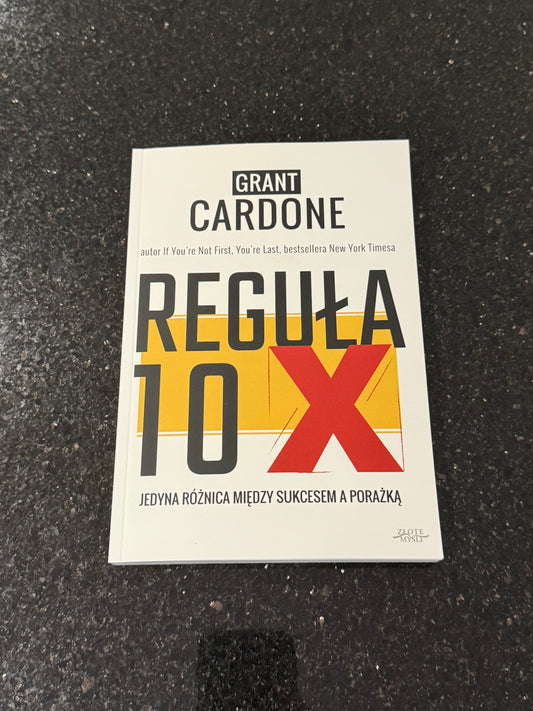 GRANT
CARDONE
autor If You're Not First, You're Last, bestsellera New York Timesa
REGUŁA
10 X
JEDYNA RÓŻNICA MIĘDZY SUKCESEM A PORAŻKĄ
ZŁOTE
MYŚLI